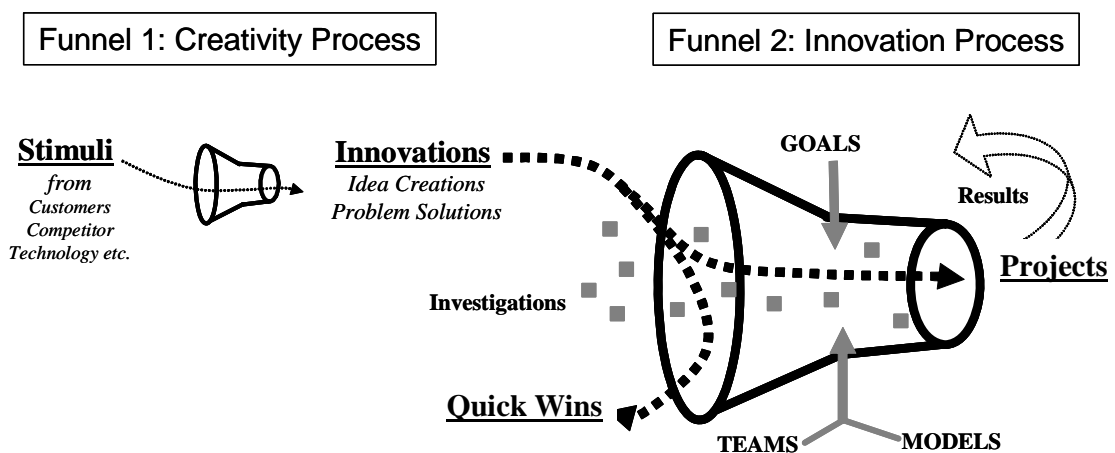 Funnel 1: Creativity Process
Funnel 2: Innovation Process
Stimuli
from
Customers
Competitor
Technology etc.
Innovations
Idea Creations
Problem Solutions
GOALS
Results
Projects
Investigations
Quick Wins
TEAMS
MODELS